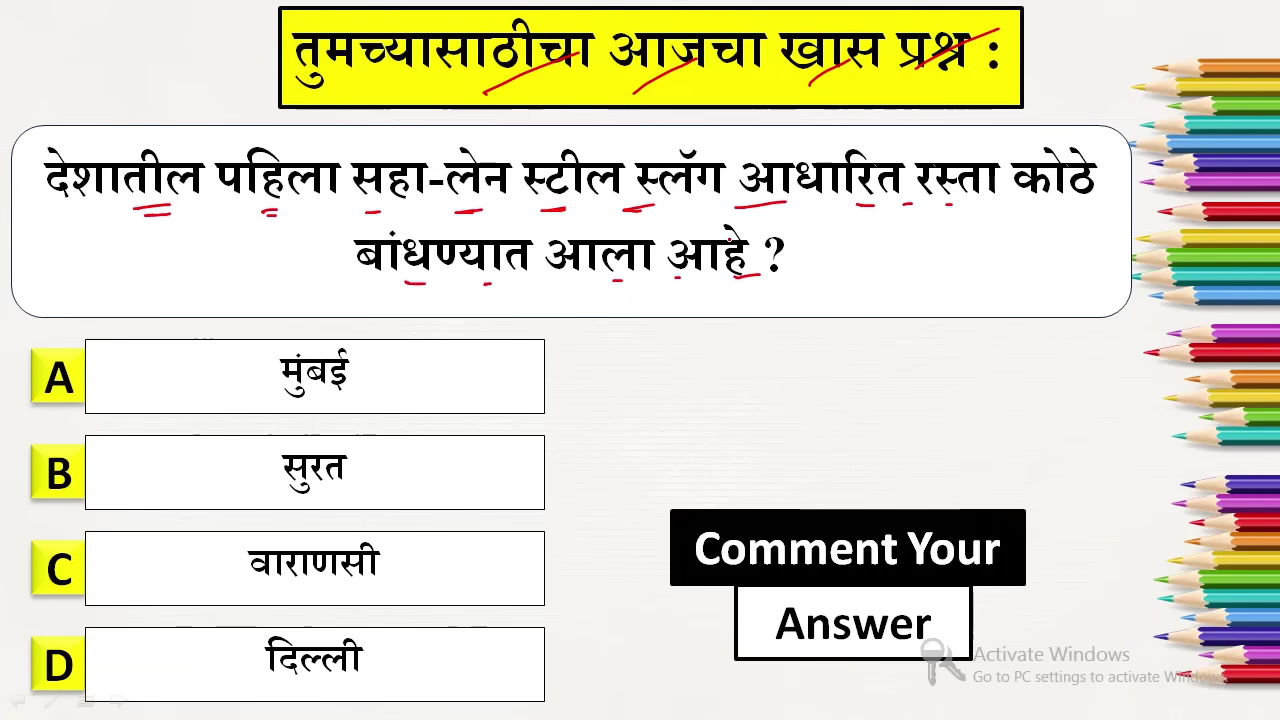 तुमच्यासाठीचा आजचा खास प्रश्न :
देशातील पहिला सहा-लेन स्टील स्लॅग आधारित रस्ता कोठे
बांधण्यात आला आहे ?
A मुंबई
B सुरत
C वाराणसी
D दिल्ली
Comment Your
Answer
Activate Windows
Go to PC settings to activate Windows.